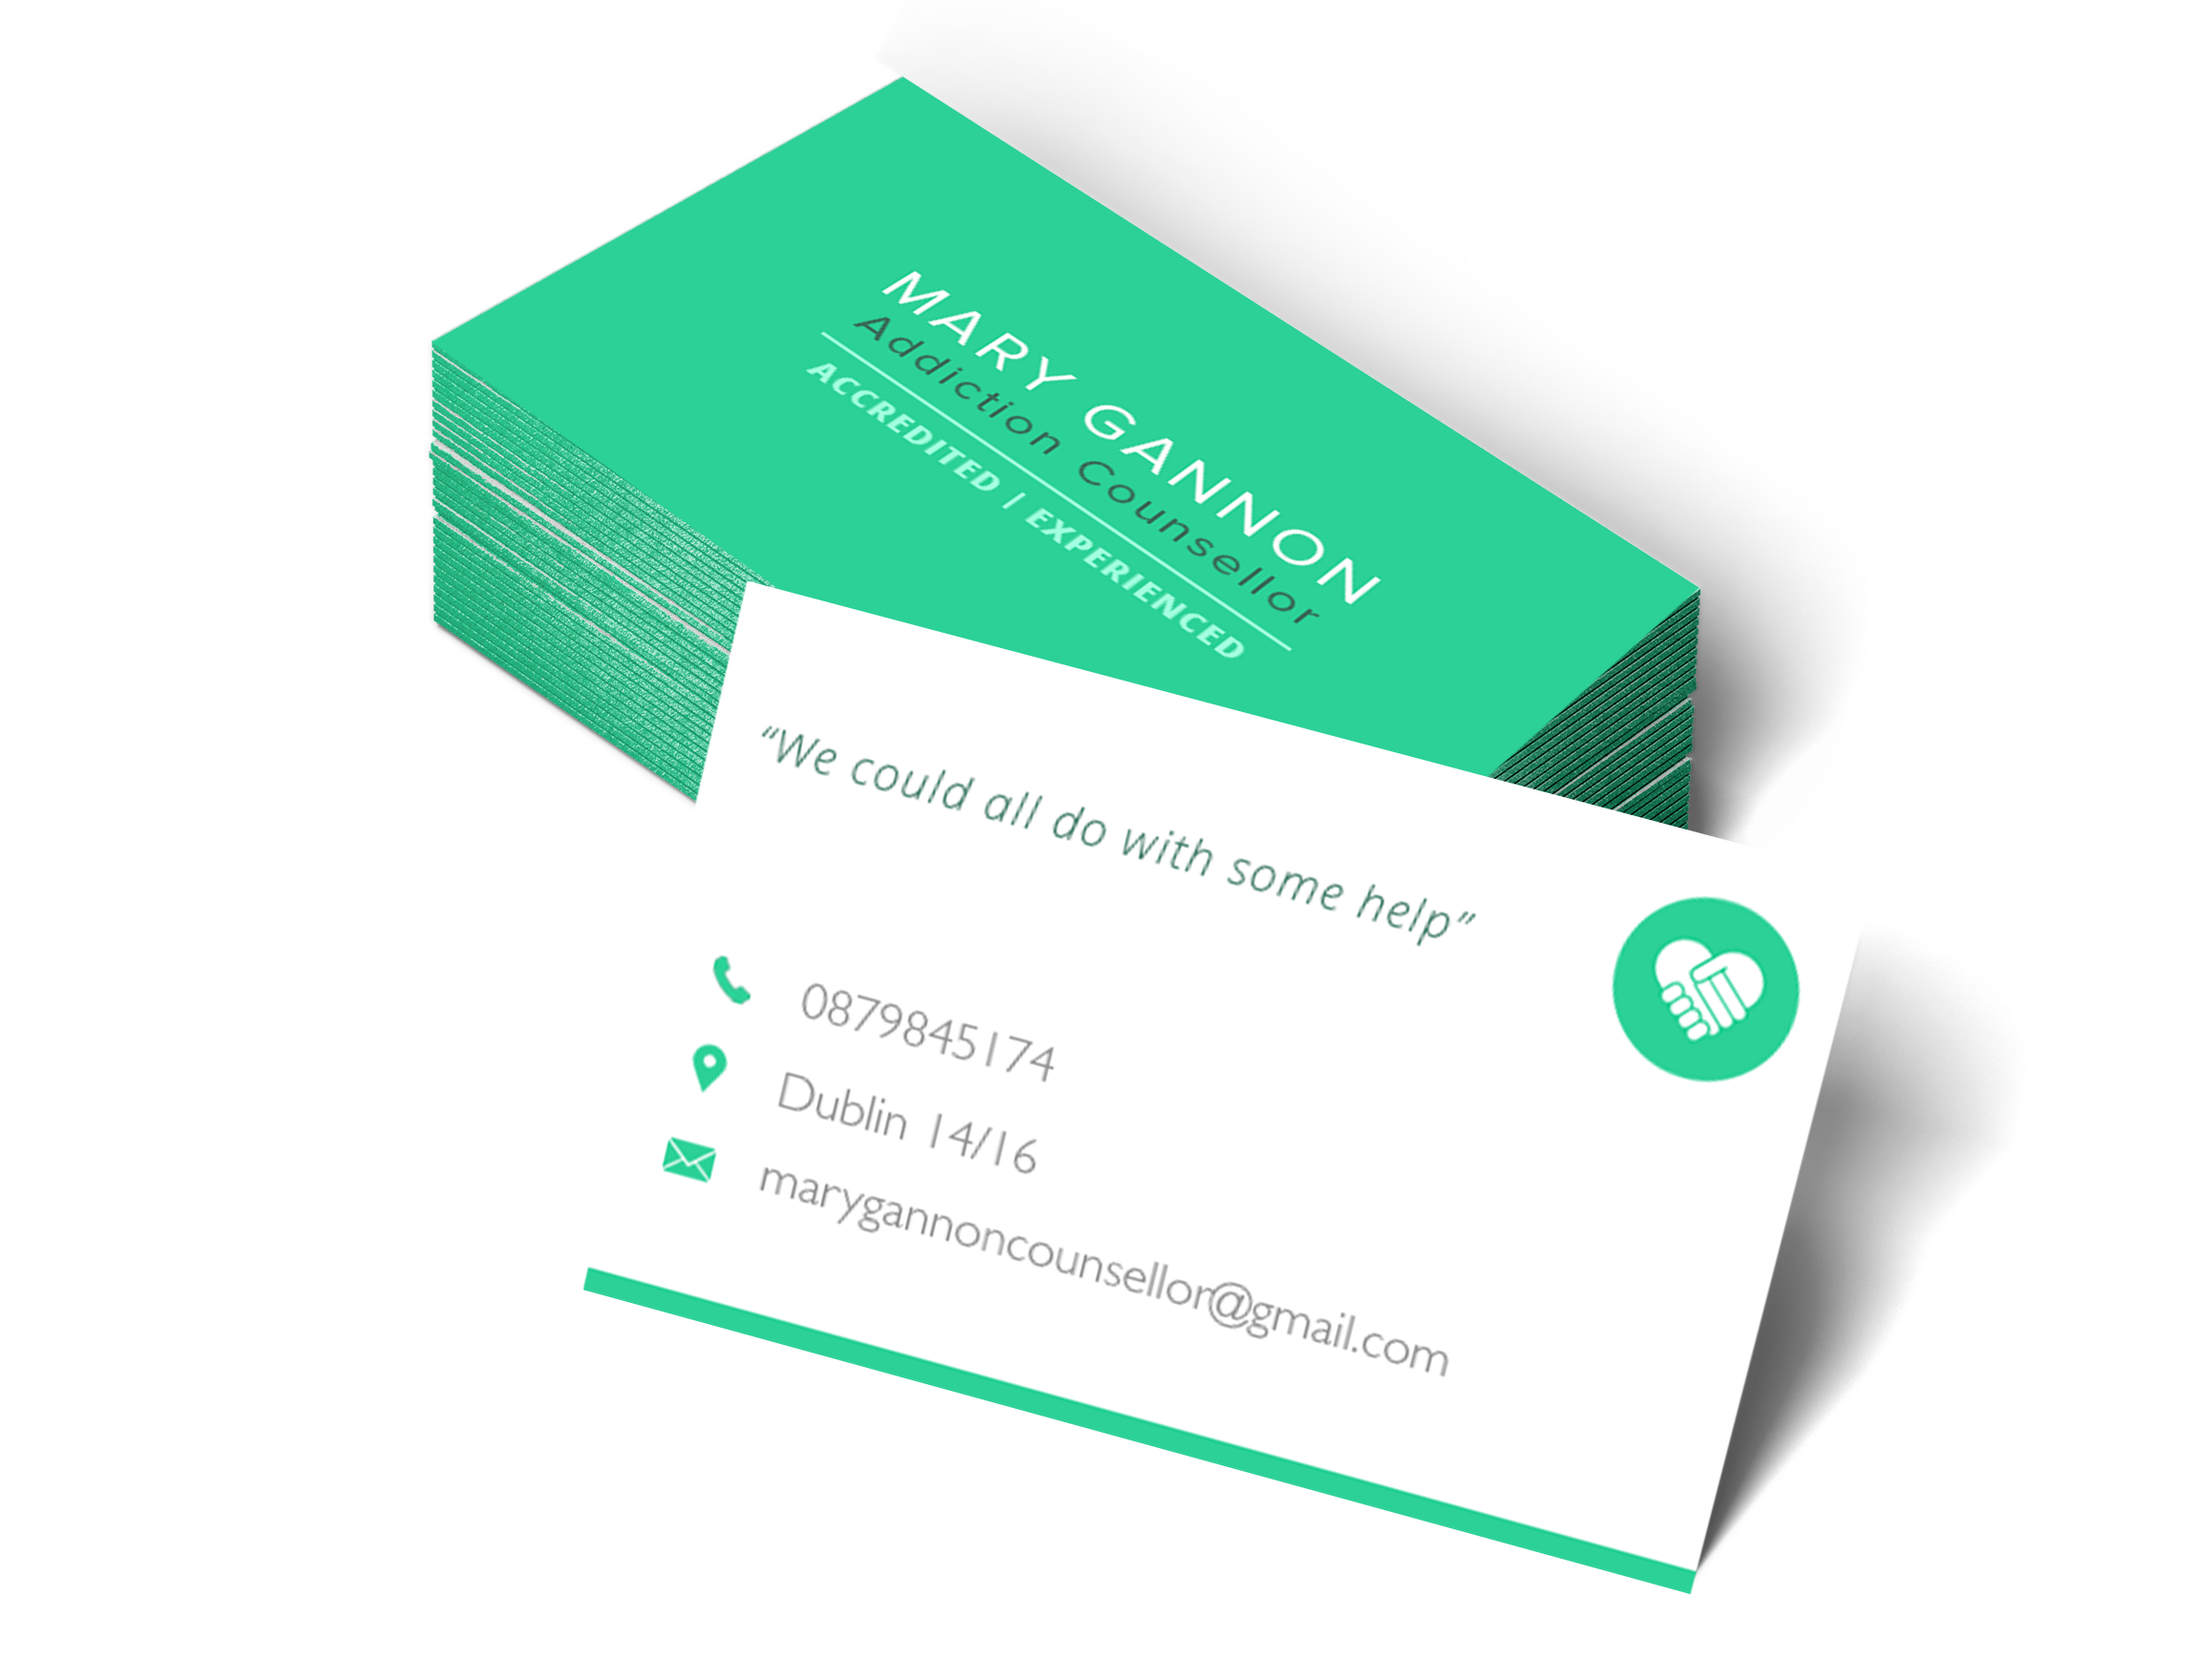 MARY GANNON
Addiction Counsellor
ACCREDITED | EXPERIENCED
“We could all do with some help”
0879845174
Dublin 14/16
marygannoncounsellor@gmail.com